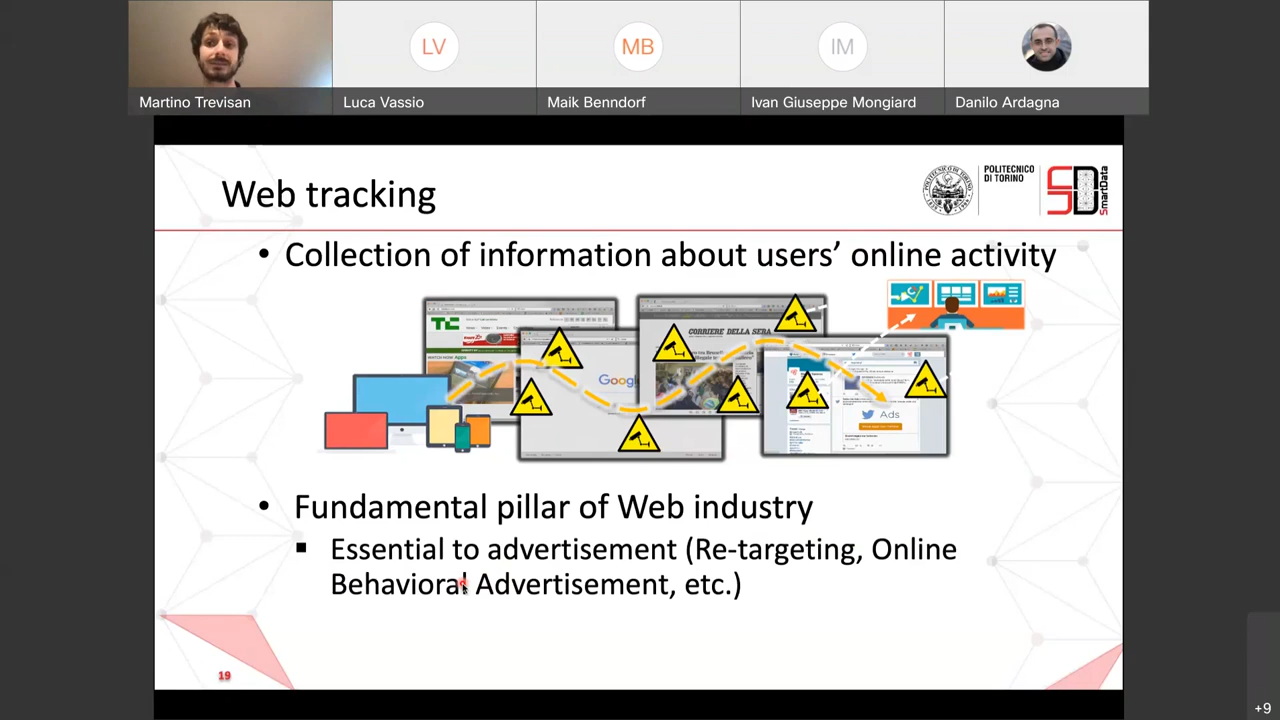 LV
MB
IM
Martino Trevisan
Luca Vassio
Maik Benndorf
Ivan Giuseppe Mongiard
Danilo Ardagna
Web tracking
POLITECNICO
DI TORINO
SmartData
• Collection of information about users’ online activity
TC
CORRIERE DELLA SERA
Googl
Ads
• Fundamental pillar of Web industry
▪ Essential to advertisement (Re-targeting, Online
Behavioral Advertisement, etc.)
19
+9